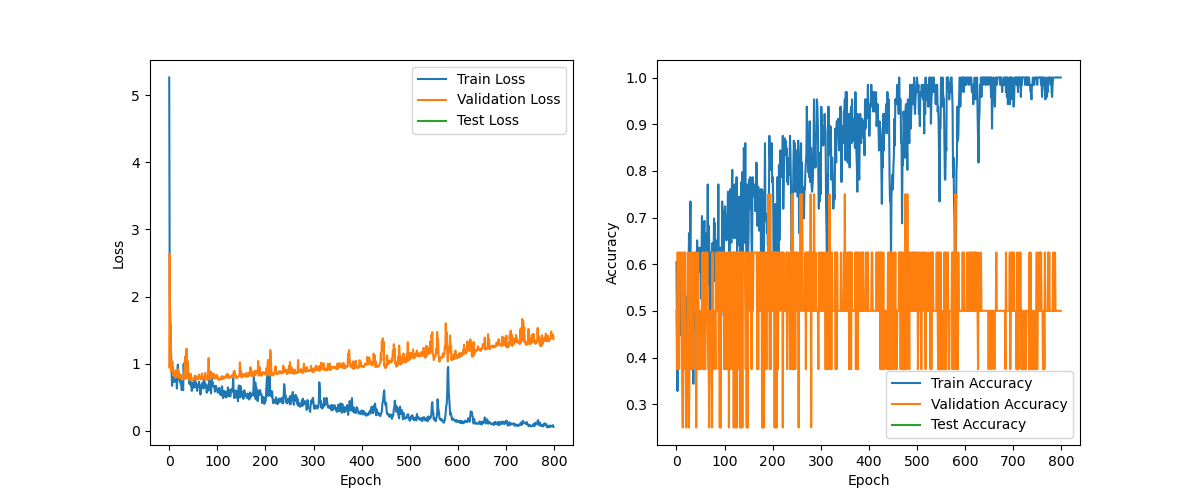 Train Loss
Validation Loss
Test Loss
Loss
5
4
3
2
1
0
0 100 200 300 400 500 600 700 800
Epoch
Accuracy
1.0
0.9
0.8
0.7
0.6
0.5
0.4
0.3
Train Accuracy
Validation Accuracy
Test Accuracy
0 100 200 300 400 500 600 700 800
Epoch